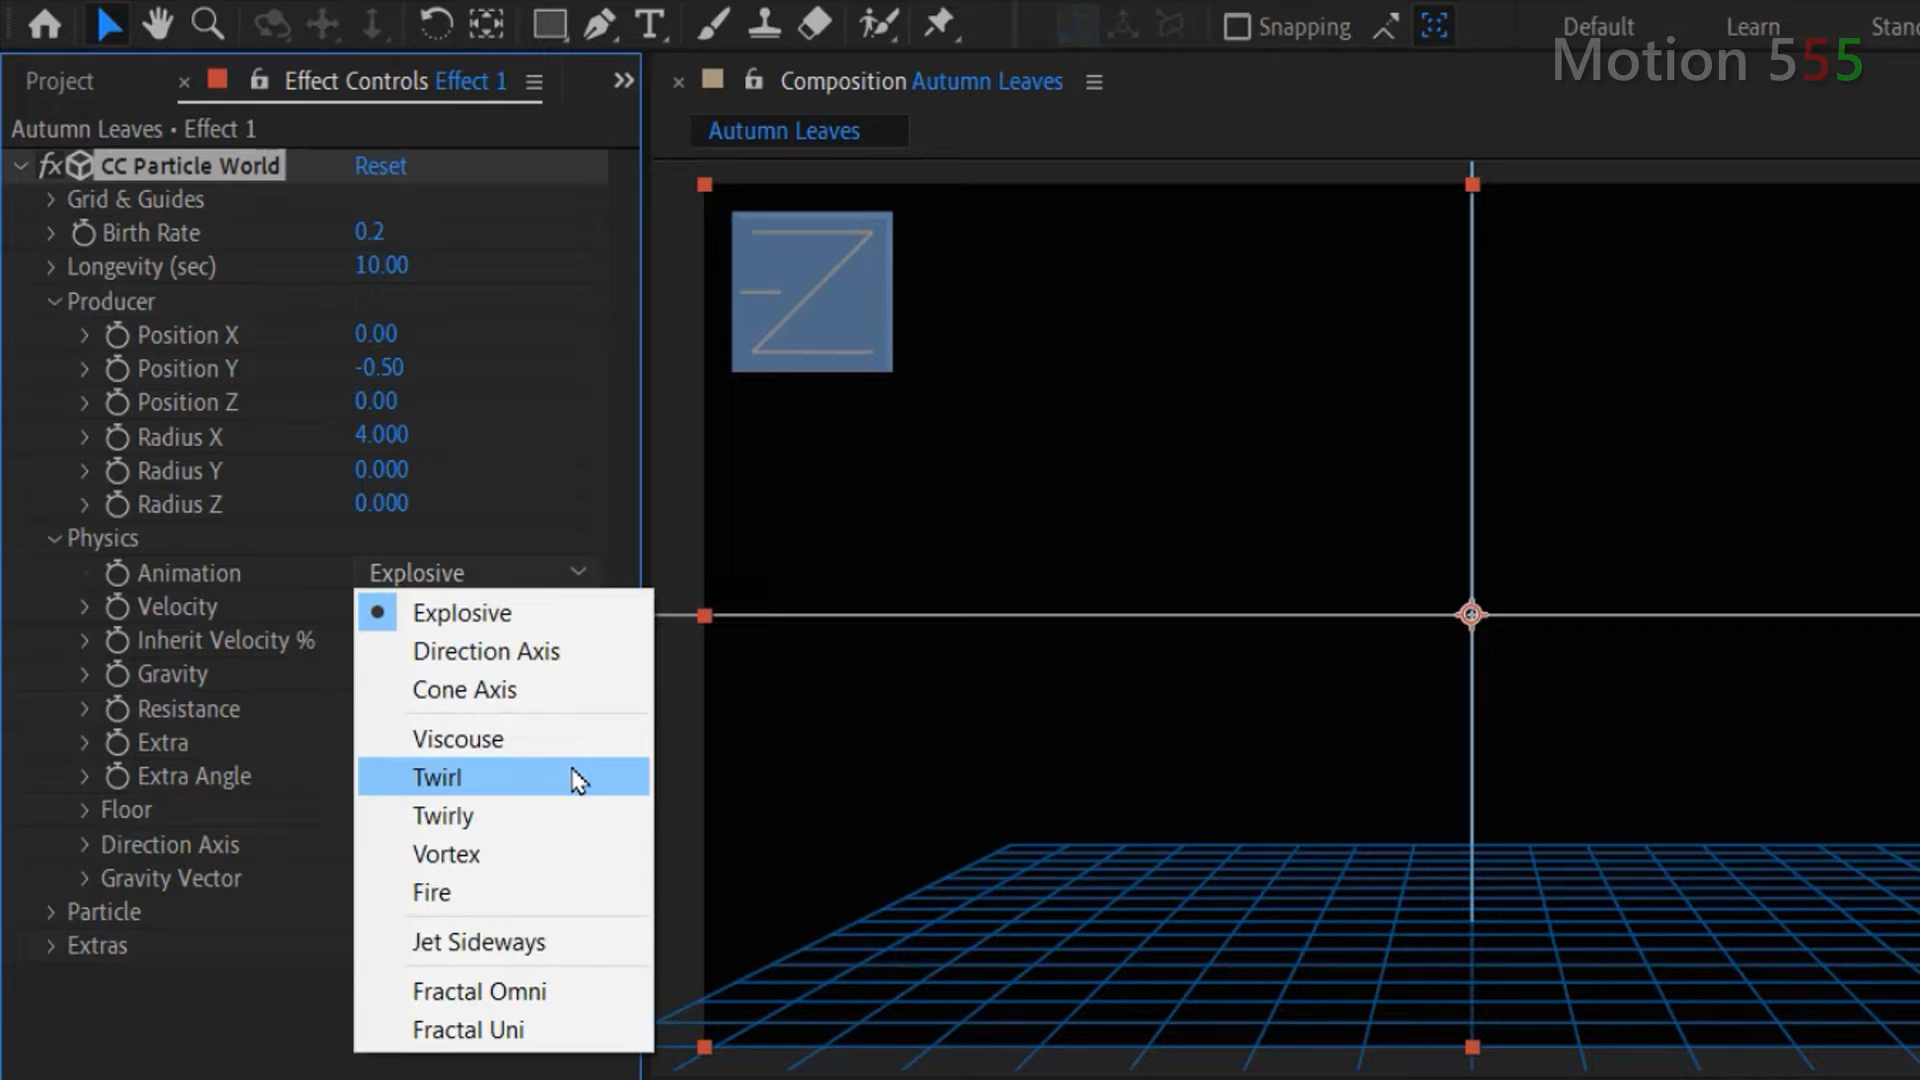 Snapping
Default
Learn
Stan
Motion 555
Project
Effect Controls Effect 1
Composition Autumn Leaves
Autumn Leaves • Effect 1
Autumn Leaves
fx CC Particle World
Reset
Grid & Guides
Birth Rate 0.2
Longevity (sec) 10.00
Producer
Position X 0.00
Position Y -0.50
Position Z 0.00
Radius X 4.000
Radius Y 0.000
Radius Z 0.000
Physics
Animation Explosive
Velocity
Inherit Velocity %
Gravity
Resistance
Extra
Extra Angle
Floor
Direction Axis
Gravity Vector
Particle
Extras
Explosive
Direction Axis
Cone Axis
Viscouse
Twirl
Twirly
Vortex
Fire
Jet Sideways
Fractal Omni
Fractal Uni